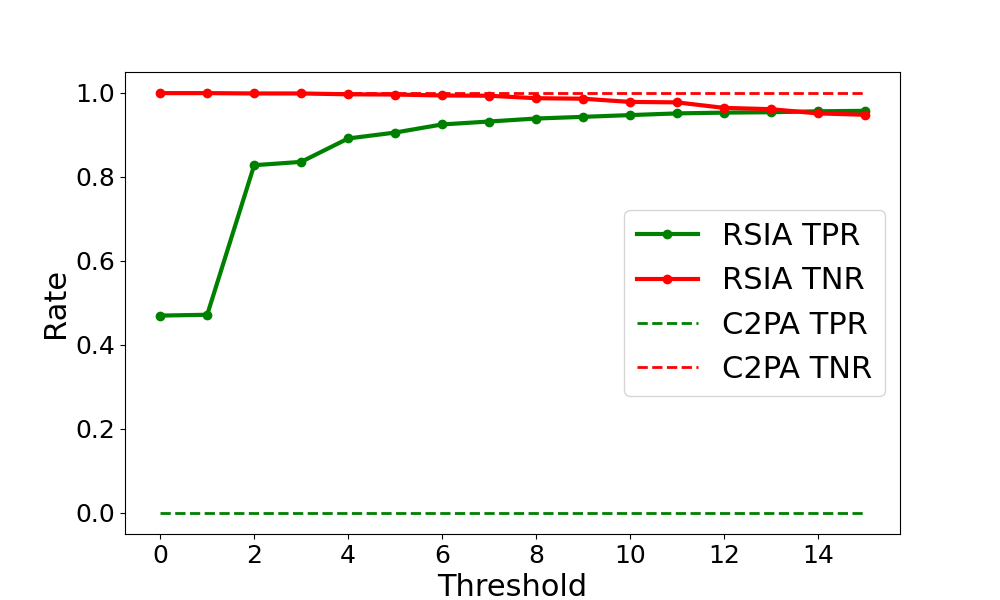 1.0
0.8
0.6
0.4
0.2
0.0
Rate
0 2 4 6 8 10 12 14
Threshold
RSIA TPR
RSIA TNR
C2PA TPR
C2PA TNR